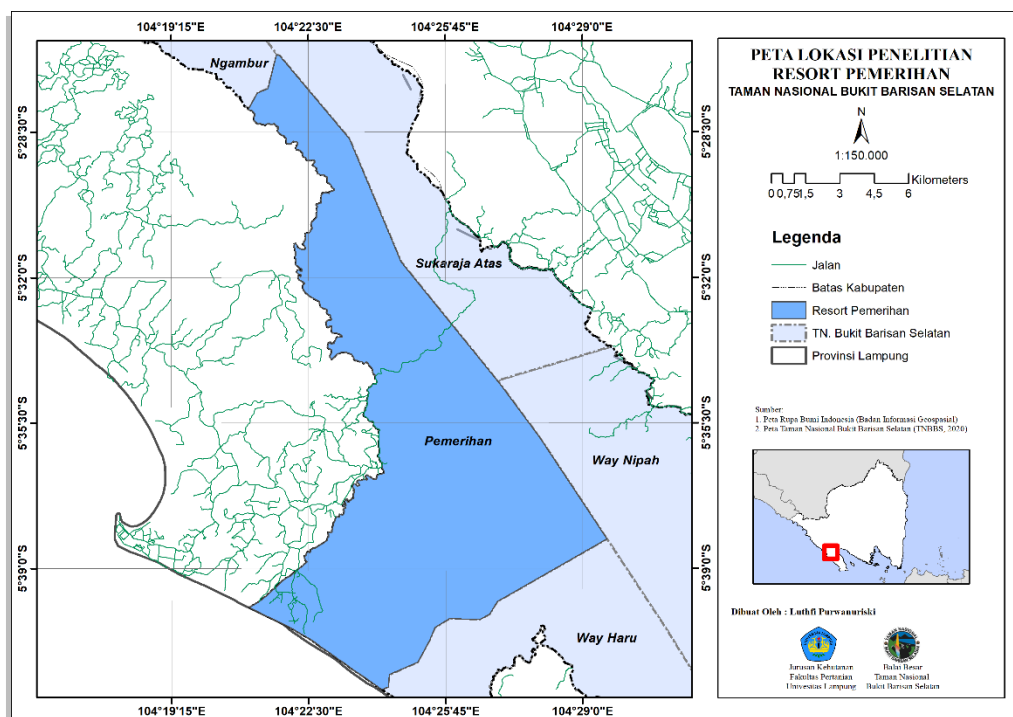 104°19'15"E 104°22'30"E 104°25'45"E 104°29'0"E
5°28'30"S
5°32'0"S
5°35'30"S
5°39'0"S
Ngambur
Sukaraja Atas
Pemerihan
Way Nipah
Way Haru
5°28'30"S
5°32'0"S
5°35'30"S
5°39'0"S
104°19'15"E 104°22'30"E 104°25'45"E 104°29'0"E
PETA LOKASI PENELITIAN
RESORT PEMERIHAN
TAMAN NASIONAL BUKIT BARISAN SELATAN
N
1:150.000
Kilometers
0 0,75 1,5 3 4,5 6
Legenda
Jalan
Batas Kabupaten
Resort Pemerihan
TN. Bukit Barisan Selatan
Provinsi Lampung
Sumber:
1. Peta Rupa Bumi Indonesia (Badan Informasi Geospasial)
2. Peta Taman Nasional Bukit Barisan Selatan (TNBBS, 2020)
Dibuat Oleh : Luthfi Purwanuriski
Jurusan Kehutanan
Fakultas Pertanian
Universitas Lampung
Balai Besar
Taman Nasional
Bukit Barisan Selatan